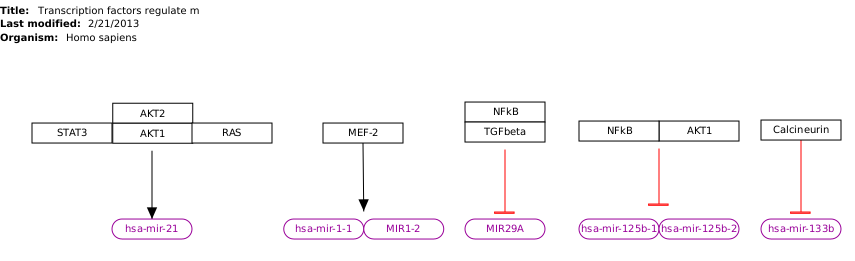 Title: Transcription factors regulate m
Last modified: 2/21/2013
Organism: Homo sapiens
AKT2
STAT3 AKT1 RAS
MEF-2
NFkB
TGFbeta
NFkB AKT1
Calcineurin
hsa-mir-21
hsa-mir-1-1 MIR1-2
MIR29A
hsa-mir-125b-1 hsa-mir-125b-2
hsa-mir-133b